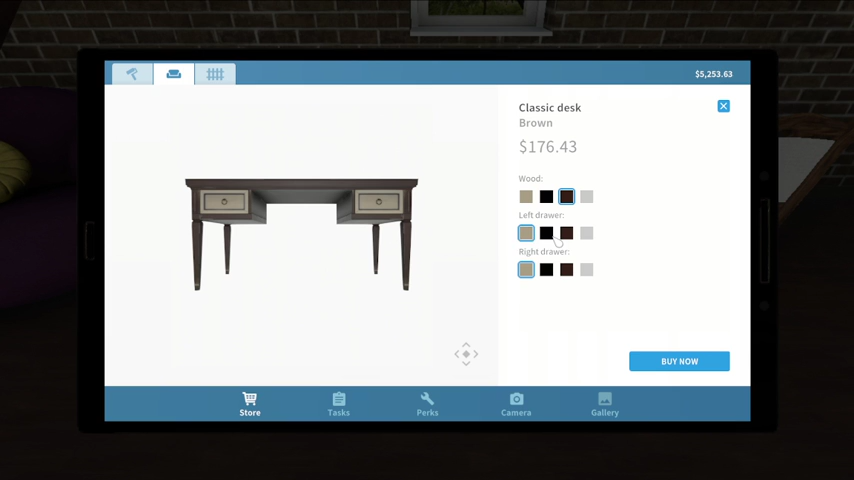 $5,253.63
Classic desk
Brown
$176.43
Wood:
Left drawer:
Right drawer:
BUY NOW
Store Tasks Perks Camera Gallery